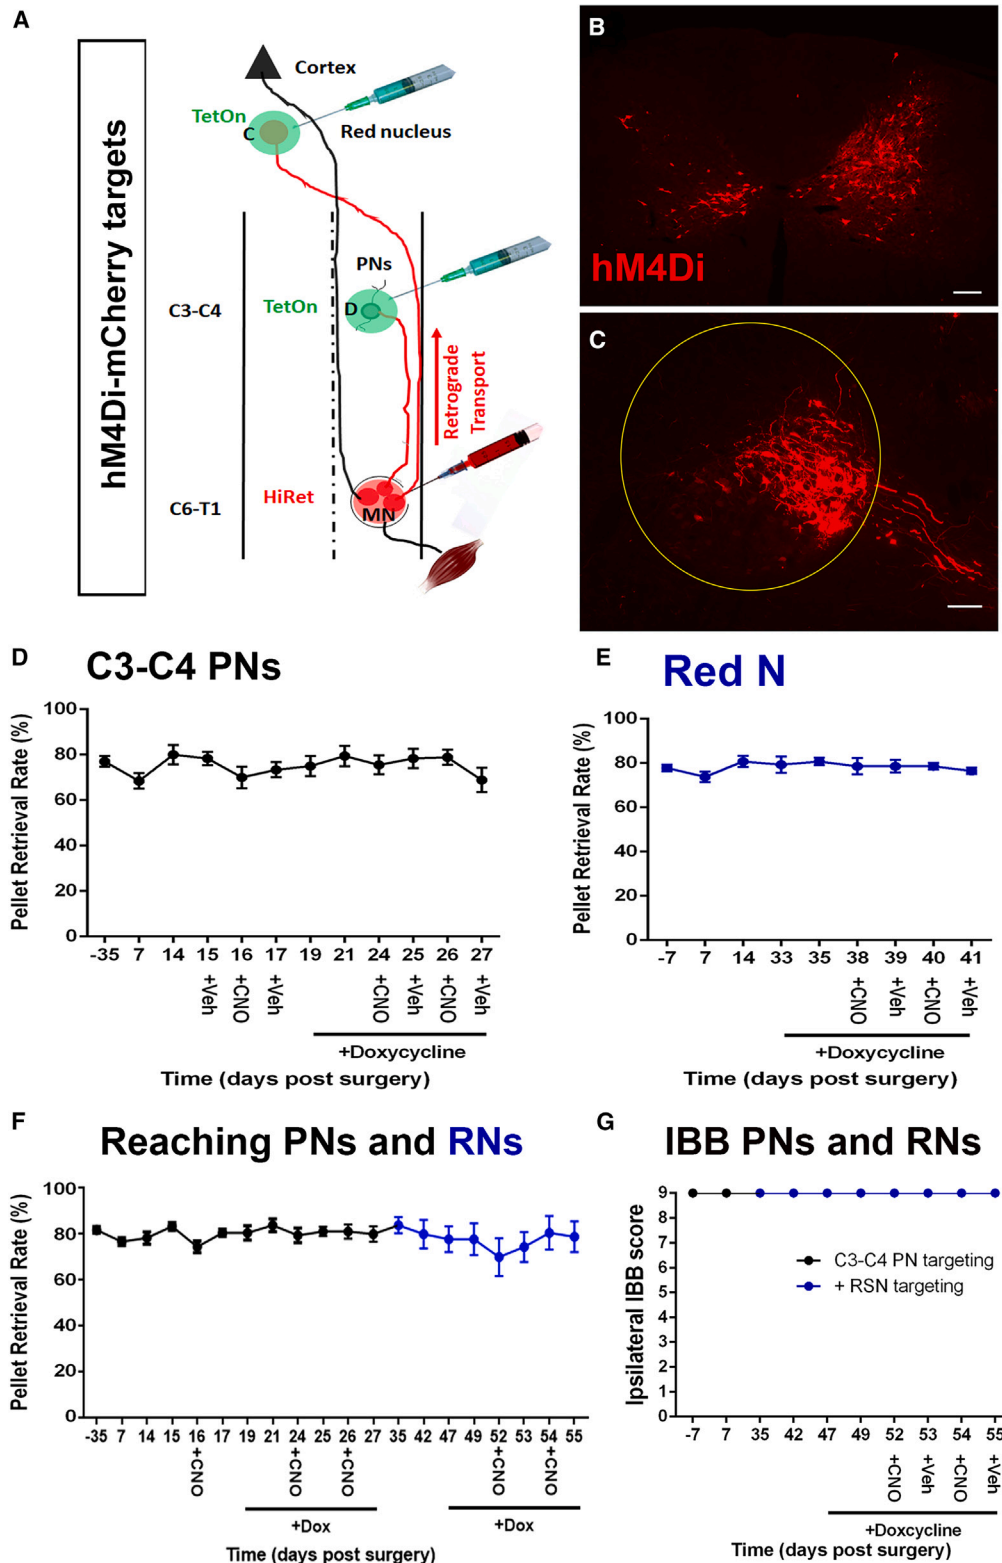 A
hM4Di-mCherry targets
Cortex
TetOn
C
Red nucleus
PNs
C3-C4
TetOn
D
Retrograde
Transport
C6-T1
HiRet
MN
B
hM4Di
C
D
C3-C4 PNs
Pellet Retrieval Rate (%)
100
80
60
40
20
0
-35 7 14 15 16 17 19 21 24 25 26 27
+Veh +CNO +Veh +CNO +Veh +CNO +Veh
+Doxycycline
Time (days post surgery)
E
Red N
Pellet Retrieval Rate (%)
100
80
60
40
20
0
-7 7 14 33 35 38 39 40 41
+CNO +Veh +CNO +Veh
+Doxycycline
Time (days post surgery)
F
Reaching PNs and RNs
Pellet Retrieval Rate (%)
100
80
60
40
20
0
-35 7 14 15 16 17 19 21 24 25 26 27 35 42 47 49 52 53 54 55
+CNO +CNO +CNO +CNO +CNO
+Dox +Dox
Time (days post surgery)
G
IBB PNs and RNs
Ipsilateral IBB score
9
8
7
6
5
4
3
2
1
9
C3-C4 PN targeting
+ RSN targeting
-7 7 35 42 47 49 52 53 54 55
+CNO +Veh +CNO +Veh
+Doxcycline
Time (days post surgery)